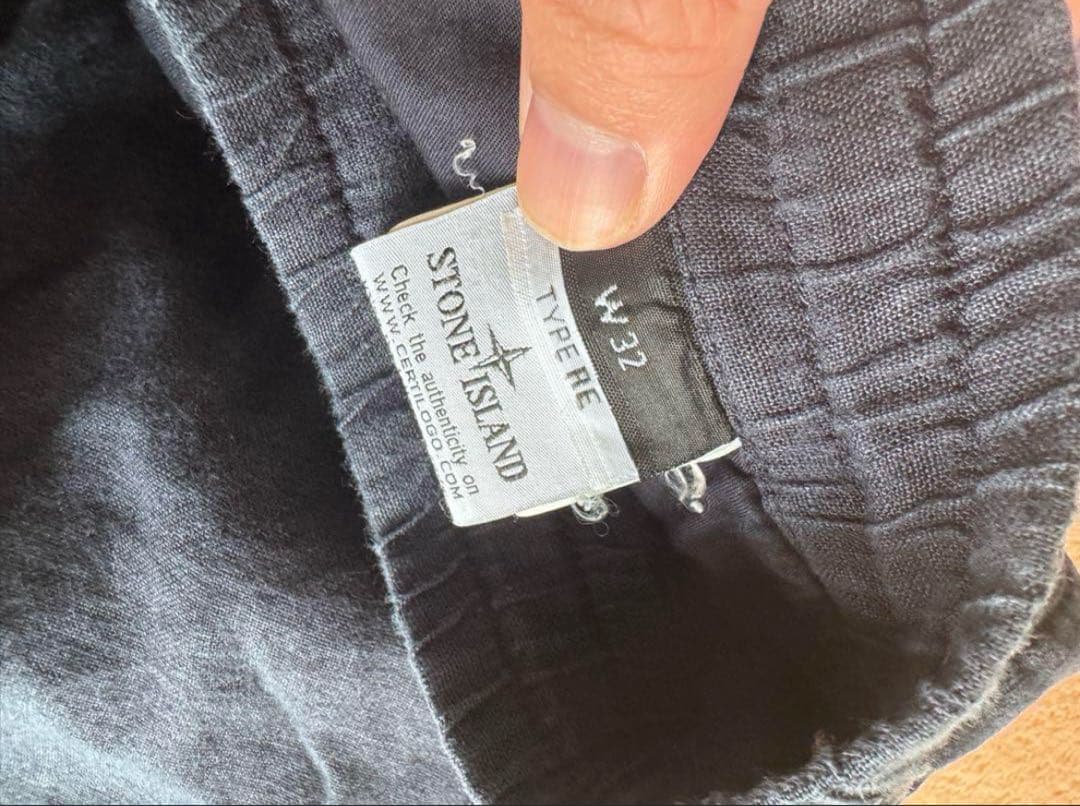 W 32
TYPE RE
STONE ISLAND
Check the authenticity on
WWW.CERTILOGO.COM